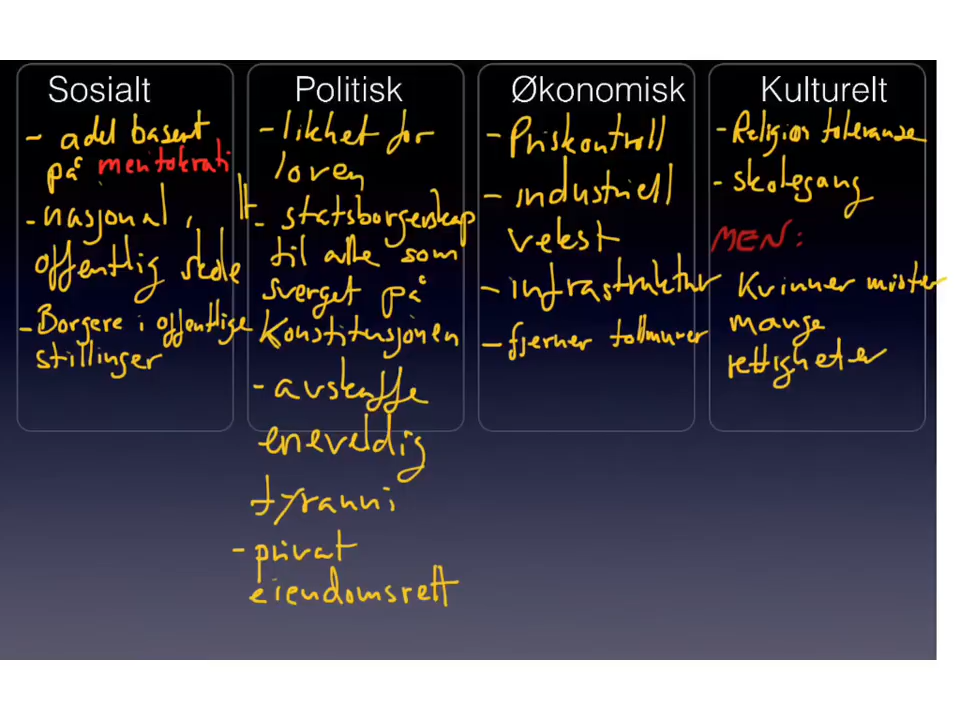 Sosialt
- adel basert
på meritokrati
- nasjonal,
offentlig skole
- Borgere i offentlige
stillinger
Politisk
- likhet for
loven
- statsborgerskap
til alle som
sverget på
Konstitusjonen
- avskaffe
eneveldig
tyranni
- privat
eiendomsrett
Økonomisk
- Priskontroll
- industriell
vekst
- infrastruktur
- fjerner tollmurer
Kulturelt
- Religion toleranse
- skolegang
MEN:
Kvinner mister
mange
rettigheter